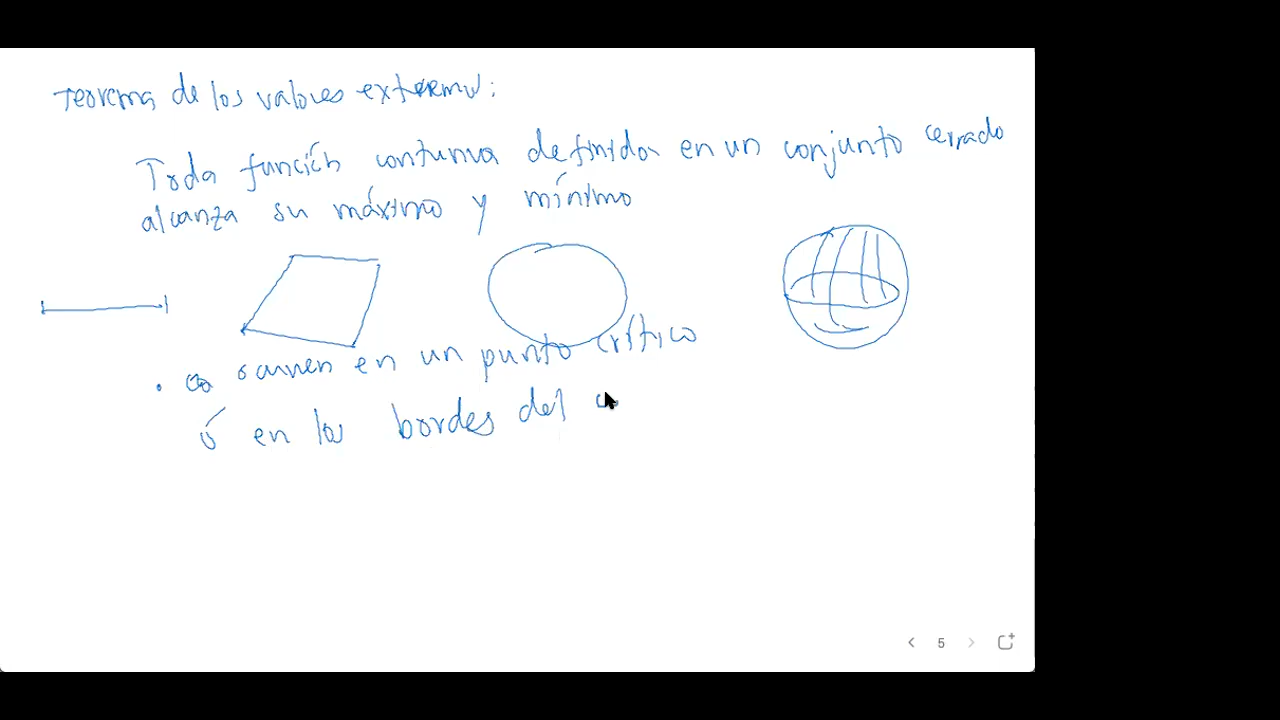 Teorema de los valores extremos:
Toda función continua definida en un conjunto cerrado
alcanza su máximo y mínimo
• ocurren en un punto crítico
ó en los bordes del
5